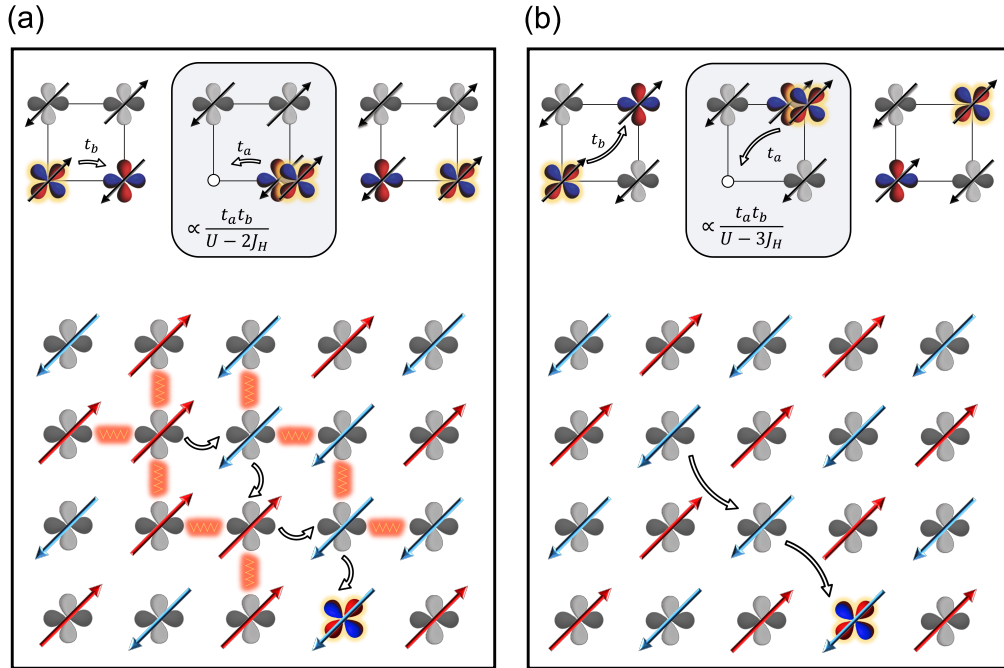 (a)
t_b
t_a
∝ t_a t_b / (U − 2J_H)
(b)
t_b
t_a
∝ t_a t_b / (U − 3J_H)